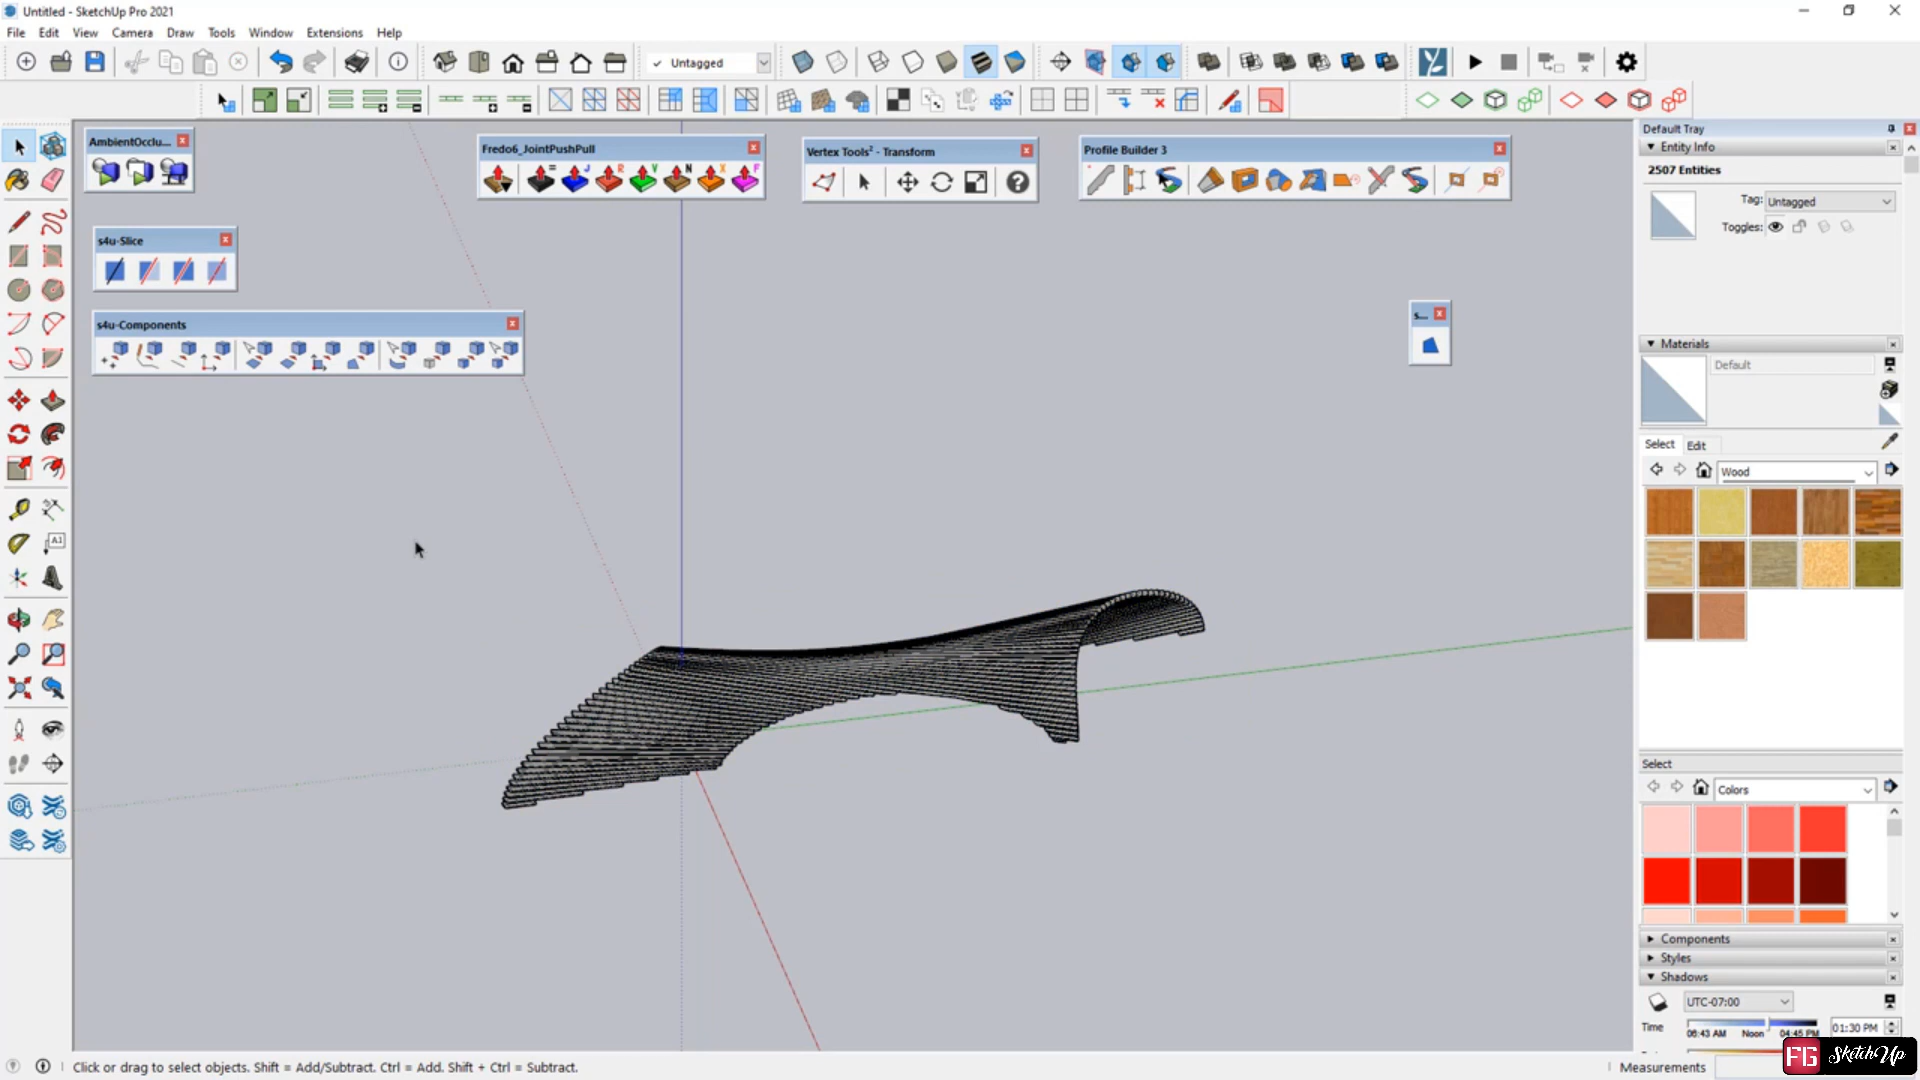 Untitled - SketchUp Pro 2021
File Edit View Camera Draw Tools Window Extensions Help
Untagged
AmbientOcclu...
Fredo6_JointPushPull
Vertex Tools² - Transform
Profile Builder 3
= J R V N X F
s4u-Slice
s4u-Components
s...
A1
Default Tray
Entity Info
2507 Entities
Tag: Untagged
Toggles:
Materials
Default
Select Edit
Wood
Select
Colors
Components
Styles
Shadows
UTC-07:00
Time
06:43 AM Noon 04:45 PM
01:30 PM
Click or drag to select objects. Shift = Add/Subtract. Ctrl = Add. Shift + Ctrl = Subtract.
Measurements
FG SketchUp